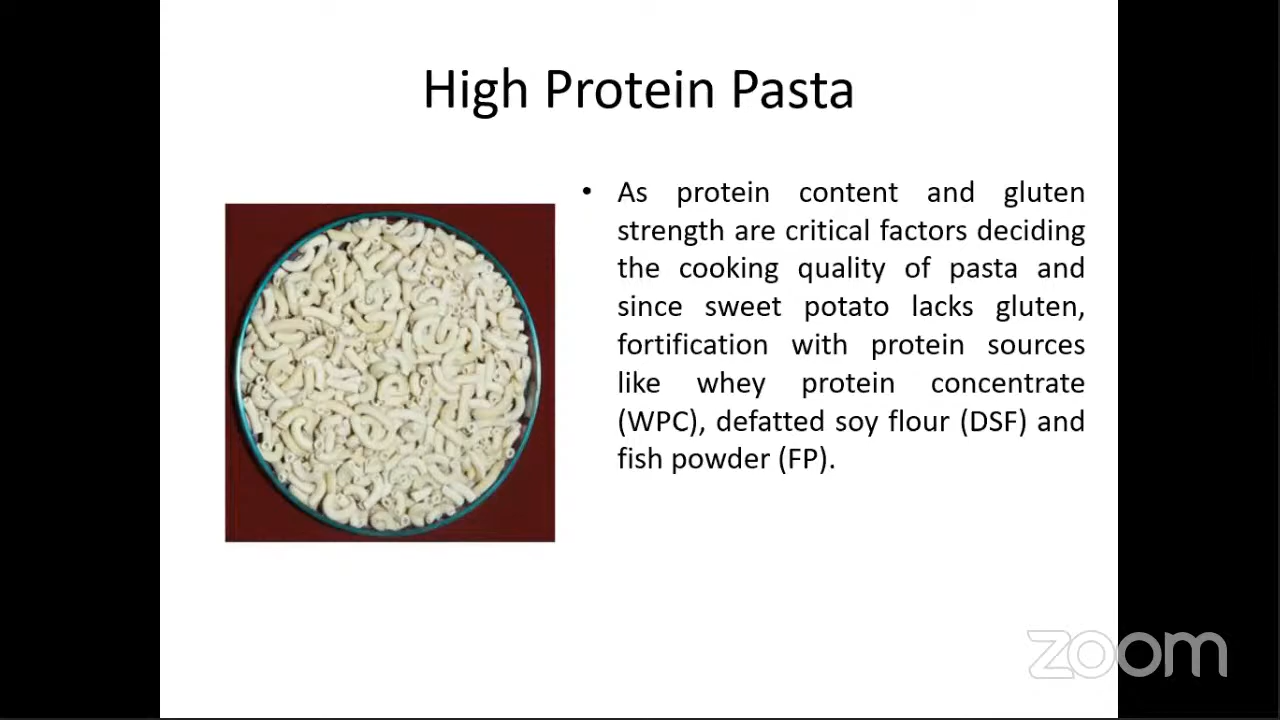 High Protein Pasta
• As protein content and gluten
strength are critical factors deciding
the cooking quality of pasta and
since sweet potato lacks gluten,
fortification with protein sources
like whey protein concentrate
(WPC), defatted soy flour (DSF) and
fish powder (FP).
zoom